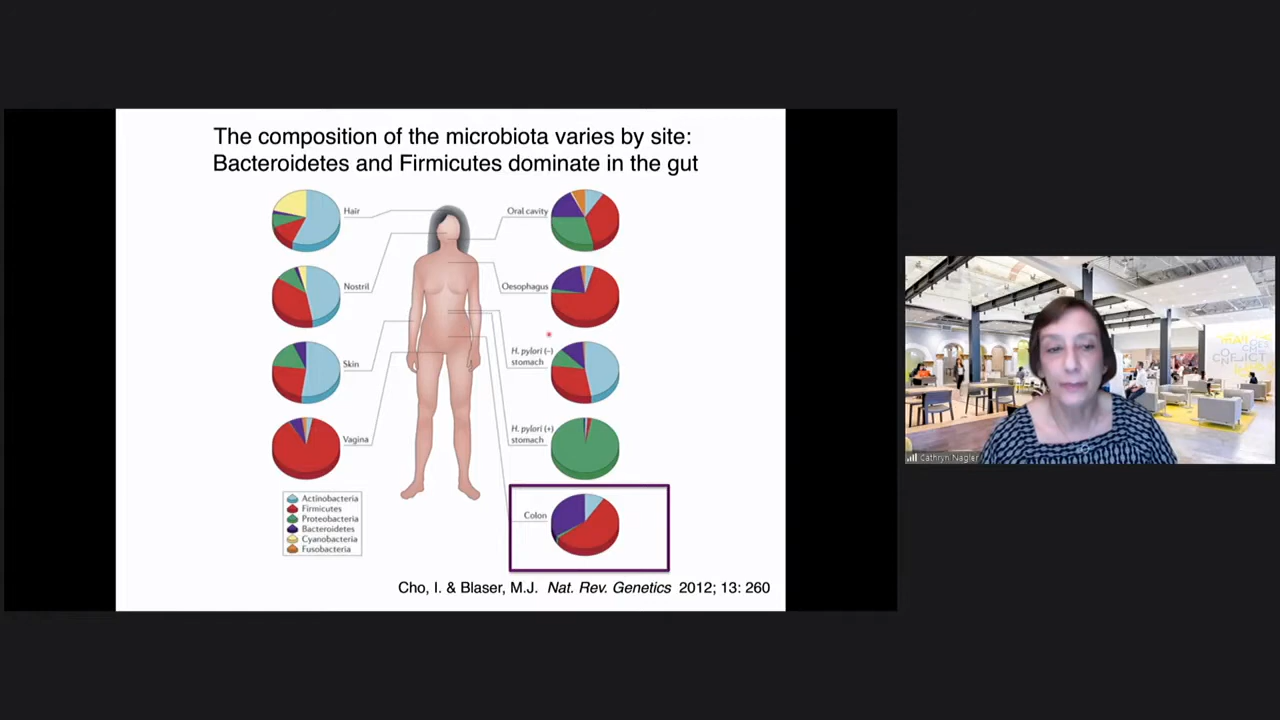 The composition of the microbiota varies by site:
Bacteroidetes and Firmicutes dominate in the gut
Hair
Oral cavity
Nostril
Oesophagus
Skin
H. pylori (–)
stomach
Vagina
H. pylori (+)
stomach
Colon
Actinobacteria
Firmicutes
Proteobacteria
Bacteroidetes
Cyanobacteria
Fusobacteria
Cho, I. & Blaser, M.J. Nat. Rev. Genetics 2012; 13: 260
Cathryn Nagler
CONFLICT